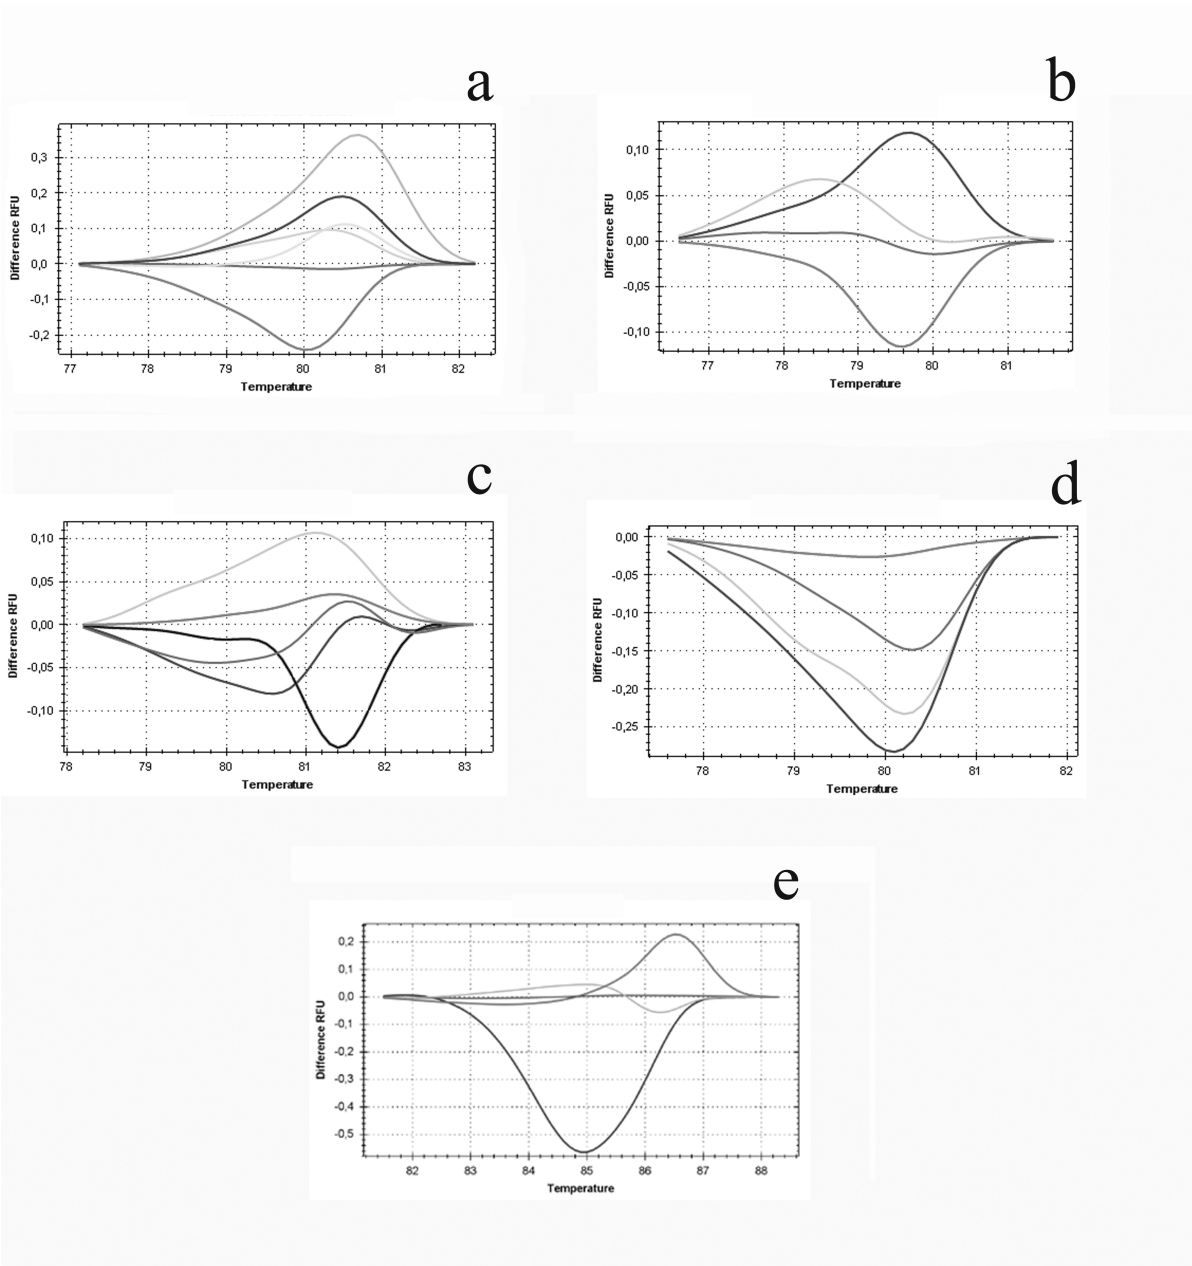 a
b
Difference RFU
0,3
0,2
0,1
0,0
-0,1
-0,2
77 78 79 80 81 82
Temperature
Difference RFU
0,10
0,05
0,00
-0,05
-0,10
77 78 79 80 81
Temperature
c
d
Difference RFU
0,10
0,05
0,00
-0,05
-0,10
78 79 80 81 82 83
Temperature
Difference RFU
0,00
-0,05
-0,10
-0,15
-0,20
-0,25
78 79 80 81 82
Temperature
e
Difference RFU
0,2
0,1
0,0
-0,1
-0,2
-0,3
-0,4
-0,5
82 83 84 85 86 87 88
Temperature